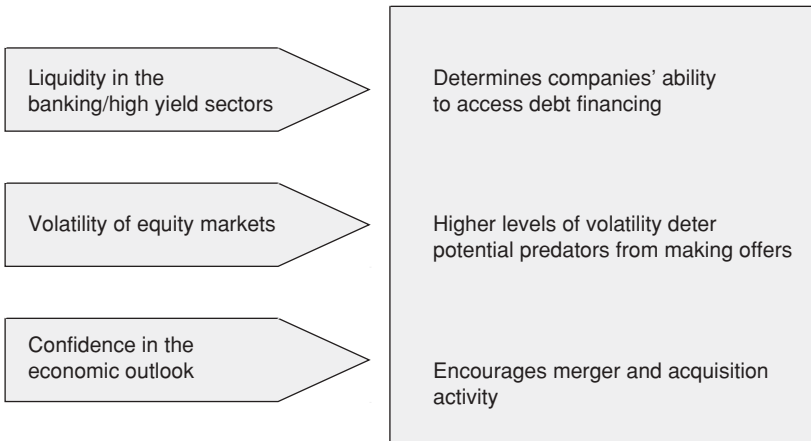 Liquidity in the
banking/high yield sectors
Determines companies’ ability
to access debt financing
Volatility of equity markets
Higher levels of volatility deter
potential predators from making offers
Confidence in the
economic outlook
Encourages merger and acquisition
activity